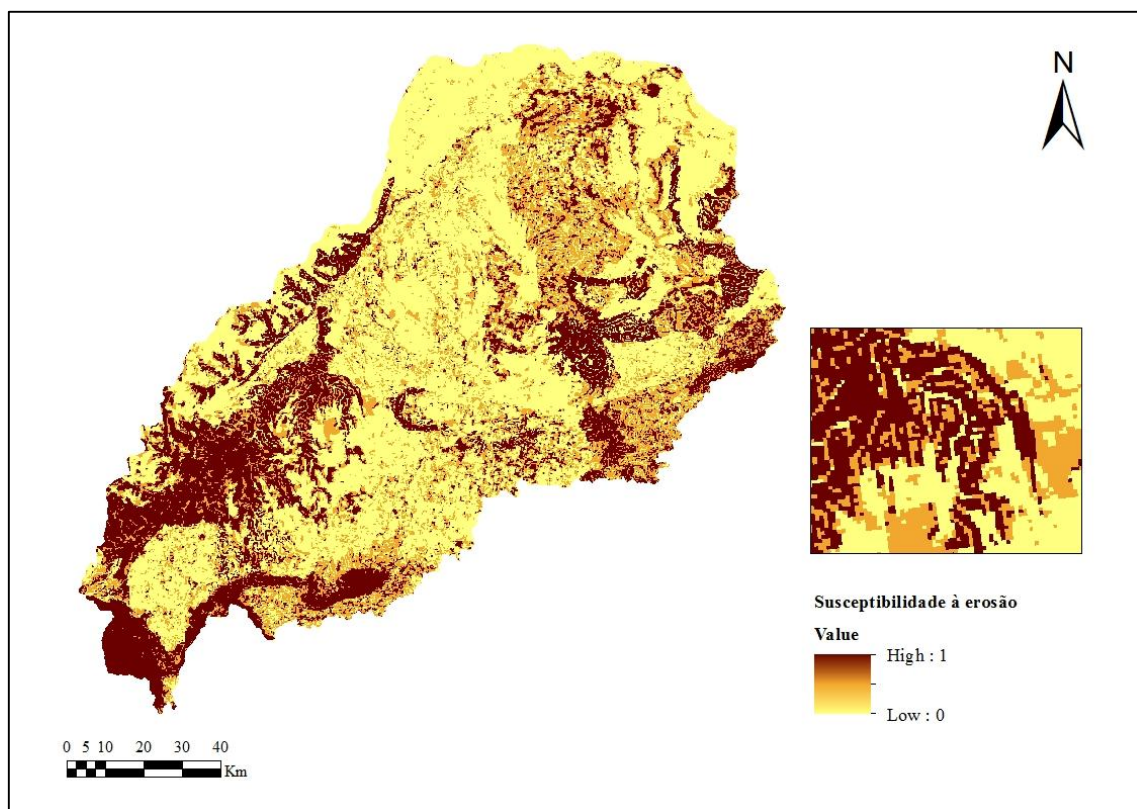 N
Susceptibilidade à erosão
Value
High : 1
Low : 0
0 5 10 20 30 40
Km